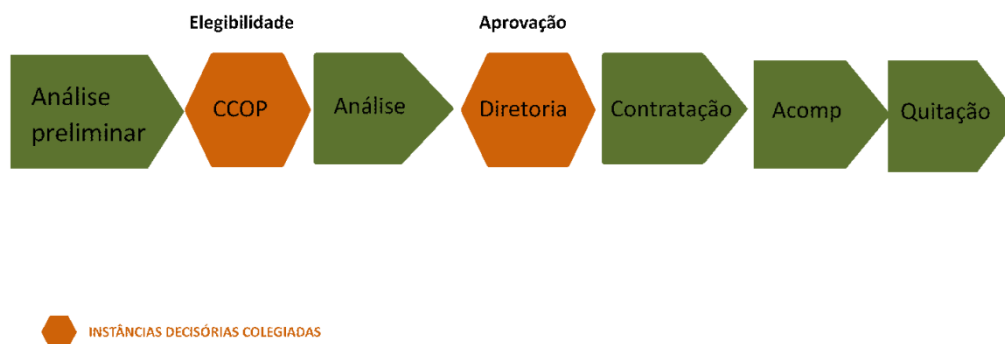 Elegibilidade
Aprovação
Análise
preliminar
CCOP
Análise
Diretoria
Contratação
Acomp
Quitação
INSTÂNCIAS DECISÓRIAS COLEGIADAS